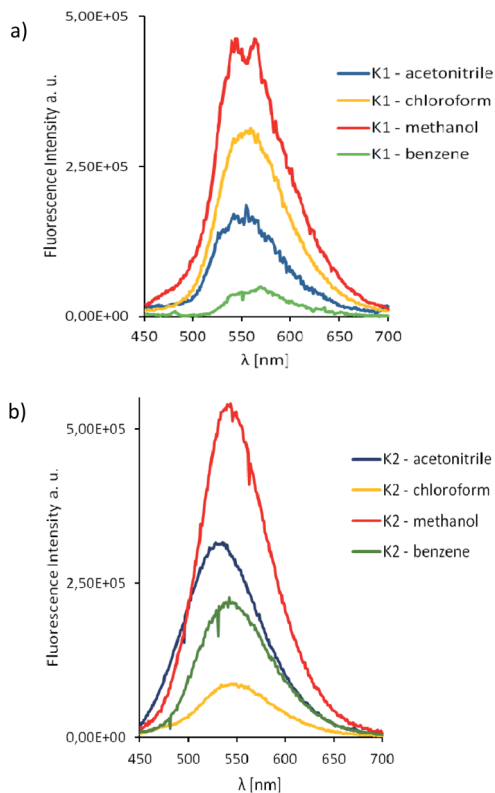 a)
5,00E+05
2,50E+05
0,00E+00
Fluorescence Intensity a. u.
450 500 550 600 650 700
λ [nm]
K1 - acetonitrile
K1 - chloroform
K1 - methanol
K1 - benzene
b)
5,00E+05
2,50E+05
0,00E+00
Fluorescence Intensity a. u.
450 500 550 600 650 700
λ [nm]
K2 - acetonitrile
K2 - chloroform
K2 - methanol
K2 - benzene